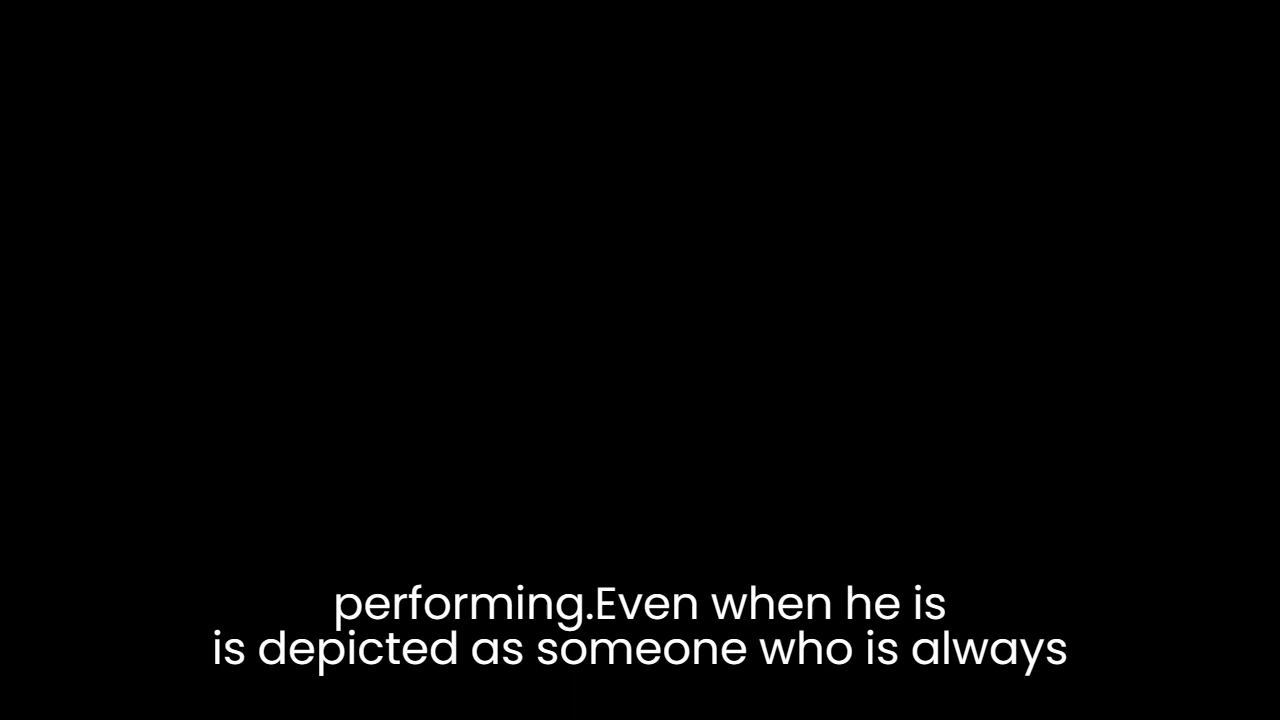 performing.Even when he is
is depicted as someone who is always